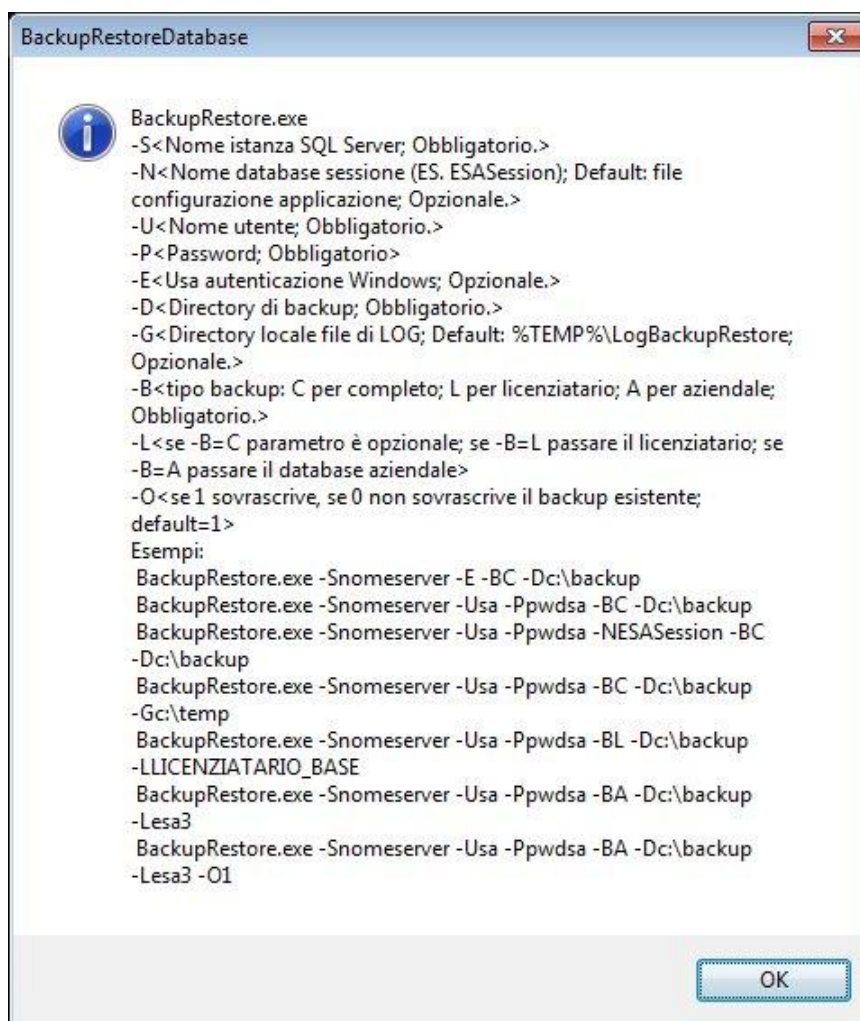 BackupRestoreDatabase
BackupRestore.exe
-S<Nome istanza SQL Server; Obbligatorio.>
-N<Nome database sessione (ES. ESASession); Default: file
configurazione applicazione; Opzionale.>
-U<Nome utente; Obbligatorio.>
-P<Password; Obbligatorio>
-E<Usa autenticazione Windows; Opzionale.>
-D<Directory di backup; Obbligatorio.>
-G<Directory locale file di LOG; Default: %TEMP%\LogBackupRestore;
Opzionale.>
-B<tipo backup: C per completo; L per licenziatario; A per aziendale;
Obbligatorio.>
-L<se -B=C parametro è opzionale; se -B=L passare il licenziatario; se
-B=A passare il database aziendale>
-O<se 1 sovrascrive, se 0 non sovrascrive il backup esistente;
default=1>
Esempi:
BackupRestore.exe -Snomeserver -E -BC -Dc:\backup
BackupRestore.exe -Snomeserver -Usa -Ppwdsa -BC -Dc:\backup
BackupRestore.exe -Snomeserver -Usa -Ppwdsa -NESASession -BC
-Dc:\backup
BackupRestore.exe -Snomeserver -Usa -Ppwdsa -BC -Dc:\backup
-Gc:\temp
BackupRestore.exe -Snomeserver -Usa -Ppwdsa -BL -Dc:\backup
-LLICENZIATARIO_BASE
BackupRestore.exe -Snomeserver -Usa -Ppwdsa -BA -Dc:\backup
-Lesa3
BackupRestore.exe -Snomeserver -Usa -Ppwdsa -BA -Dc:\backup
-Lesa3 -O1
OK